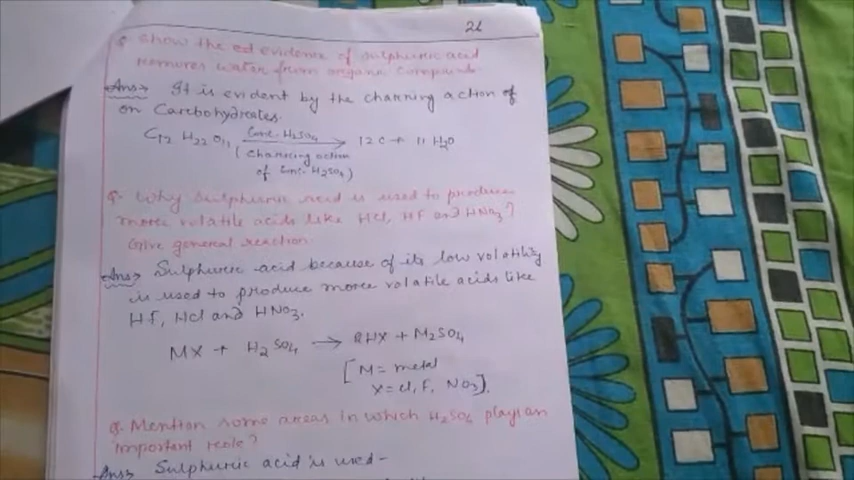 26
Q Show the evidence of sulphuric acid
removes water from organic compounds
Ans→ It is evident by the charring action of
on Carbohydrates.
C12 H22 O11 Conc. H2SO4 → 12C + 11 H2O
( charring action
of Conc. H2SO4)
Q- Why Sulphuric acid is used to produce
more volatile acids like HCl, HF and HNO3?
Give general reaction.
Ans→ Sulphuric acid because of its low volatility
is used to produce more volatile acids like
HF, HCl and HNO3.
MX + H2SO4 → 2HX + M2SO4
[M = metal
X = Cl, F, NO3].
Q. Mention some areas in which H2SO4 plays an
important role?
Ans→ Sulphuric acid is used-